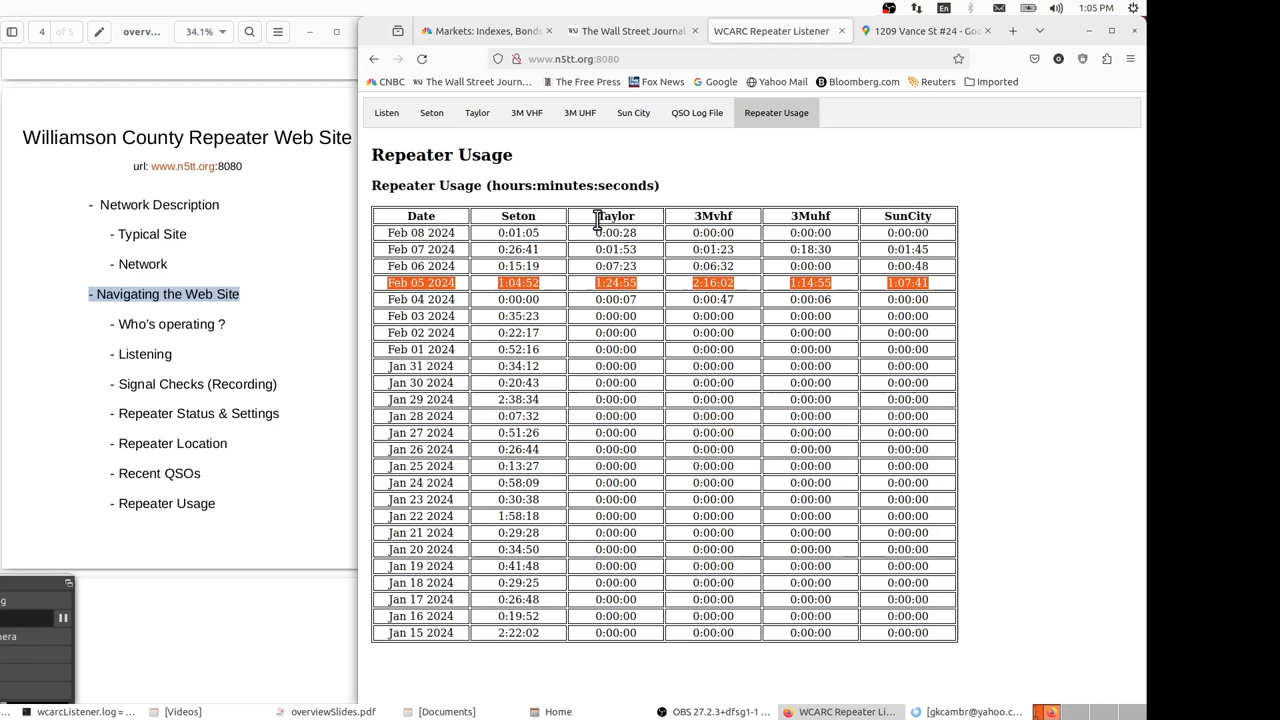 En
1:05 PM
4 of 5
overv...
34.1%
Markets: Indexes, Bonds
The Wall Street Journal
WCARC Repeater Listener
1209 Vance St #24 - Goo
www.n5tt.org:8080
CNBC
The Wall Street Journ...
The Free Press
Fox News
Google
Yahoo Mail
Bloomberg.com
Reuters
Imported
Listen Seton Taylor 3M VHF 3M UHF Sun City QSO Log File Repeater Usage
Williamson County Repeater Web Site
url: www.n5tt.org:8080
- Network Description
- Typical Site
- Network
- Navigating the Web Site
- Who's operating ?
- Listening
- Signal Checks (Recording)
- Repeater Status & Settings
- Repeater Location
- Recent QSOs
- Repeater Usage
Repeater Usage
Repeater Usage (hours:minutes:seconds)
Date Seton Taylor 3Mvhf 3Muhf SunCity
Feb 08 2024 0:01:05 0:00:28 0:00:00 0:00:00 0:00:00
Feb 07 2024 0:26:41 0:01:53 0:01:23 0:18:30 0:01:45
Feb 06 2024 0:15:19 0:07:23 0:06:32 0:00:00 0:00:48
Feb 05 2024 1:04:52 1:24:55 2:16:02 1:14:55 1:07:41
Feb 04 2024 0:00:00 0:00:07 0:00:47 0:00:06 0:00:00
Feb 03 2024 0:35:23 0:00:00 0:00:00 0:00:00 0:00:00
Feb 02 2024 0:22:17 0:00:00 0:00:00 0:00:00 0:00:00
Feb 01 2024 0:52:16 0:00:00 0:00:00 0:00:00 0:00:00
Jan 31 2024 0:34:12 0:00:00 0:00:00 0:00:00 0:00:00
Jan 30 2024 0:20:43 0:00:00 0:00:00 0:00:00 0:00:00
Jan 29 2024 2:38:34 0:00:00 0:00:00 0:00:00 0:00:00
Jan 28 2024 0:07:32 0:00:00 0:00:00 0:00:00 0:00:00
Jan 27 2024 0:51:26 0:00:00 0:00:00 0:00:00 0:00:00
Jan 26 2024 0:26:44 0:00:00 0:00:00 0:00:00 0:00:00
Jan 25 2024 0:13:27 0:00:00 0:00:00 0:00:00 0:00:00
Jan 24 2024 0:58:09 0:00:00 0:00:00 0:00:00 0:00:00
Jan 23 2024 0:30:38 0:00:00 0:00:00 0:00:00 0:00:00
Jan 22 2024 1:58:18 0:00:00 0:00:00 0:00:00 0:00:00
Jan 21 2024 0:29:28 0:00:00 0:00:00 0:00:00 0:00:00
Jan 20 2024 0:34:50 0:00:00 0:00:00 0:00:00 0:00:00
Jan 19 2024 0:41:48 0:00:00 0:00:00 0:00:00 0:00:00
Jan 18 2024 0:29:25 0:00:00 0:00:00 0:00:00 0:00:00
Jan 17 2024 0:26:48 0:00:00 0:00:00 0:00:00 0:00:00
Jan 16 2024 0:19:52 0:00:00 0:00:00 0:00:00 0:00:00
Jan 15 2024 2:22:02 0:00:00 0:00:00 0:00:00 0:00:00
g
nera
wcarcListener.log = ...
[Videos]
overviewSlides.pdf
[Documents]
Home
OBS 27.2.3+dfsg1-1 ...
WCARC Repeater Li...
[gkcambr@yahoo.c...